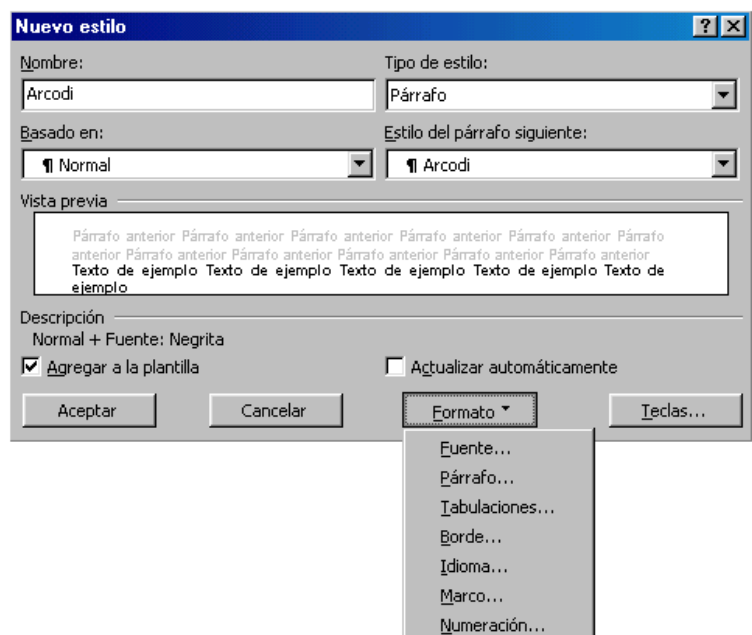 Nuevo estilo
Nombre: Tipo de estilo:
Arcodi Párrafo
Basado en: Estilo del párrafo siguiente:
¶ Normal ¶ Arcodi
Vista previa
Párrafo anterior Párrafo anterior Párrafo anterior Párrafo anterior Párrafo anterior Párrafo
anterior Párrafo anterior Párrafo anterior Párrafo anterior Párrafo anterior Párrafo anterior
Texto de ejemplo Texto de ejemplo Texto de ejemplo Texto de ejemplo Texto de
ejemplo
Descripción
Normal + Fuente: Negrita
Agregar a la plantilla Actualizar automáticamente
Aceptar Cancelar Formato Teclas...
Fuente...
Párrafo...
Tabulaciones...
Borde...
Idioma...
Marco...
Numeración...